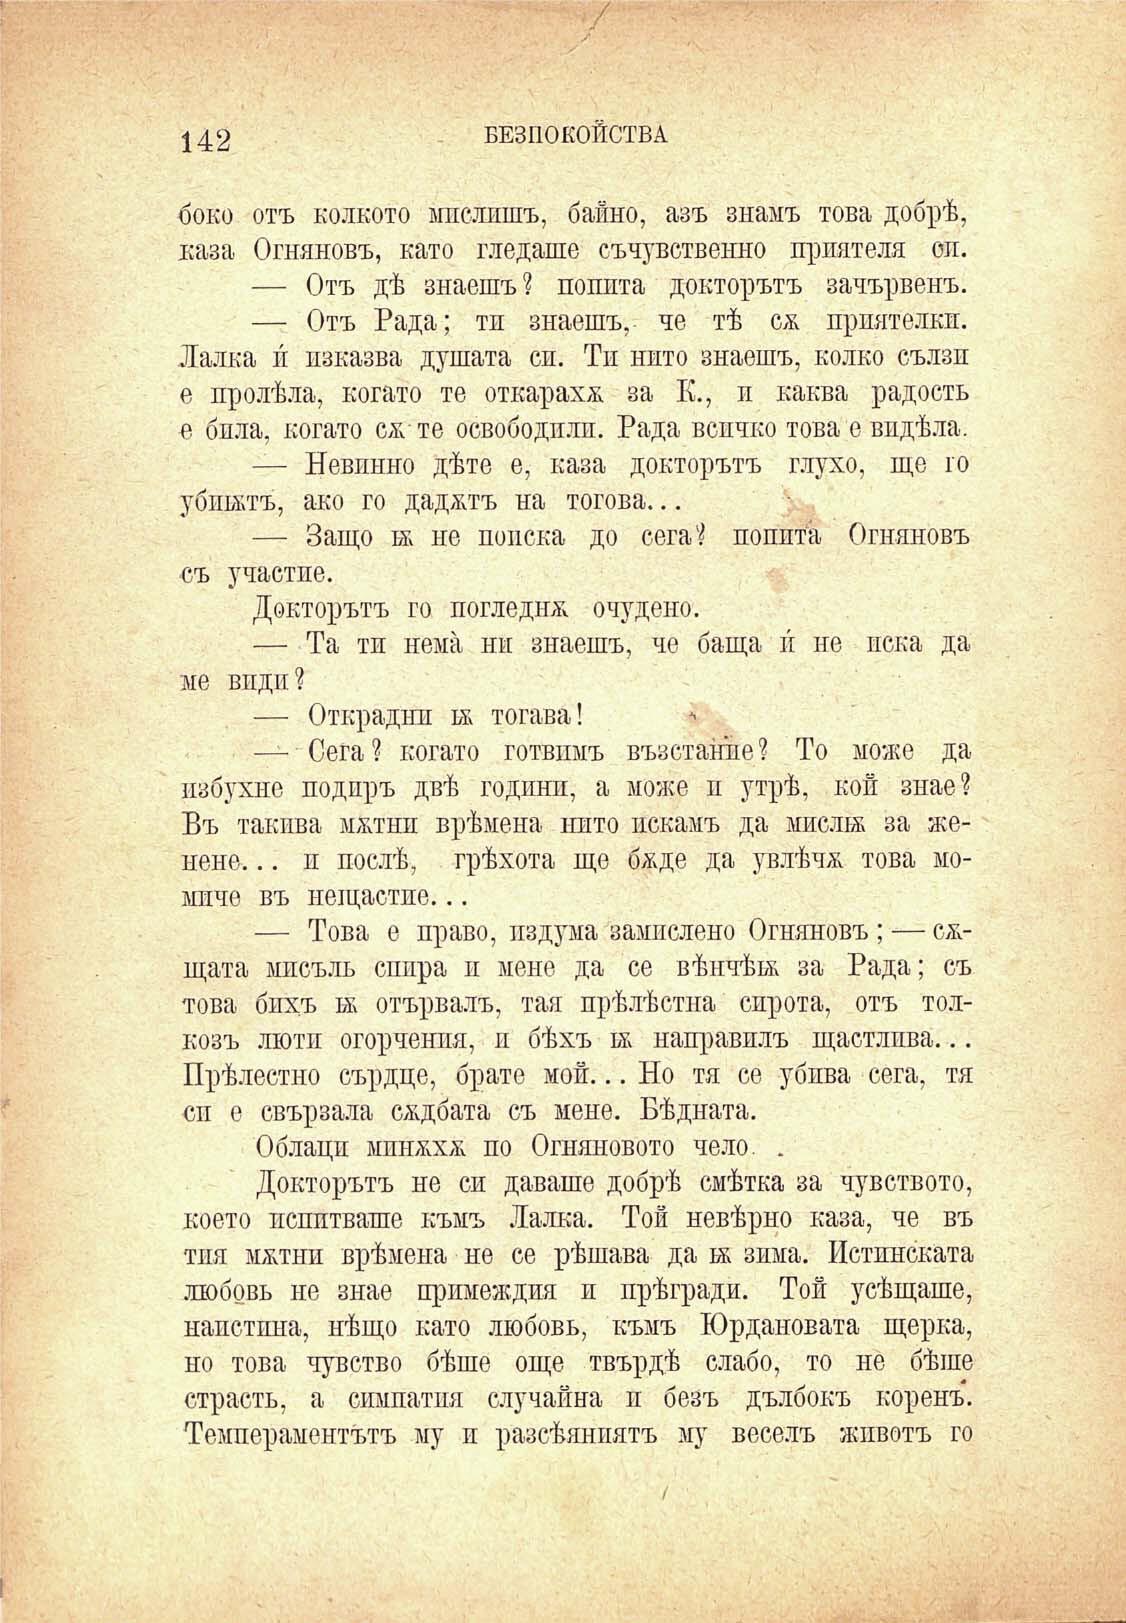 142
БЕЗПОКОЙСТВА
боко отъ колкото мислишъ, байно, азъ знамъ това добрѣ,
каза Огняновъ, като гледаше съчувственно приятеля си.
— Отъ дѣ знаешъ? попита докторътъ зачървенъ.
— Отъ Рада; ти знаешъ, че тѣ сѫ приятелки.
Лалка ѝ изказва душата си. Ти нито знаешъ, колко сълзи
е пролѣла, когато те откарахѫ за К., и каква радость
е била, когато сѫ те освободили. Рада всичко това е видѣла.
— Невинно дѣте е, каза докторътъ глухо, ще го
убиѭтъ, ако го дадѫтъ на тогова...
— Защо ѭ не поиска до сега? попита Огняновъ
съ участие.
Докторътъ го погледнѫ очудено.
— Та ти нема̀ ни знаешъ, че баща ѝ не иска да
ме види?
— Открадни ѭ тогава!
— Сега? когато готвимъ възстание? То може да
избухне подиръ двѣ години, а може и утрѣ, кой знае?
Въ такива мѫтни врѣмена нито искамъ да мислѭ за же-
нене... и послѣ, грѣхота ще бѫде да увлѣчѫ това мо-
миче въ нещастие...
— Това е право, издума замислено Огняновъ; — сѫ-
щата мисъль спира и мене да се вѣнчѣѭ за Рада; съ
това бихъ ѭ отървалъ, тая прѣлѣстна сирота, отъ тол-
козъ люти огорчения, и бѣхъ ѭ направилъ щастлива...
Прѣлестно сърдце, брате мой... Но тя се убива сега, тя
си е свързала сѫдбата съ мене. Бѣдната.
Облаци минѫхѫ по Огняновото чело.
Докторътъ не си даваше добрѣ смѣтка за чувството,
което испитваше къмъ Лалка. Той невѣрно каза, че въ
тия мѫтни врѣмена не се рѣшава да ѭ зима. Истинската
любовь не знае примеждия и прѣгради. Той усѣщаше,
наистина, нѣщо като любовь, къмъ Юрдановата щерка,
но това чувство бѣше още твърдѣ слабо, то не бѣше
страсть, а симпатия случайна и безъ дълбокъ коренъ.
Темпераментътъ му и разсѣяниятъ му веселъ животъ го